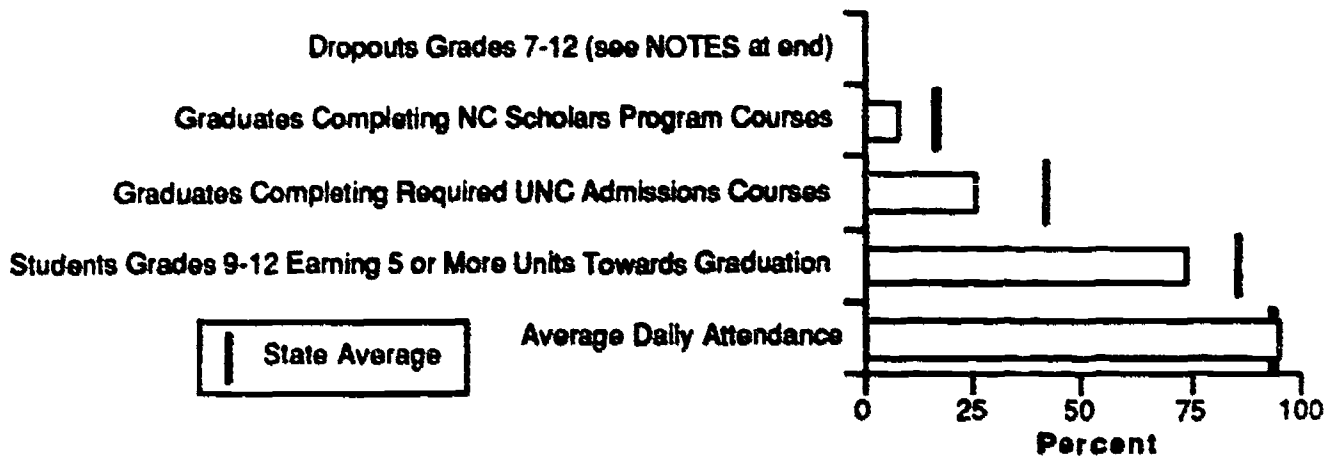 Dropouts Grades 7-12 (see NOTES at end)
Graduates Completing NC Scholars Program Courses
Graduates Completing Required UNC Admissions Courses
Students Grades 9-12 Earning 5 or More Units Towards Graduation
Average Daily Attendance
State Average
0 25 50 75 100
Percent